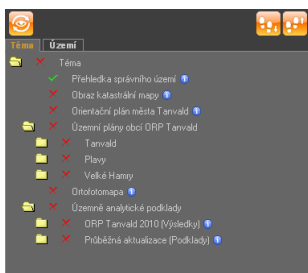 Téma Území
Téma
Přehledka správního území
Obraz katastrální mapy
Orientační plán města Tanvald
Územní plány obcí ORP Tanvald
Tanvald
Plavy
Velké Hamry
Ortofotomapa
Územně analytické podklady
ORP Tanvald 2010 (Výsledky)
Průběžná aktualizace (Podklady)